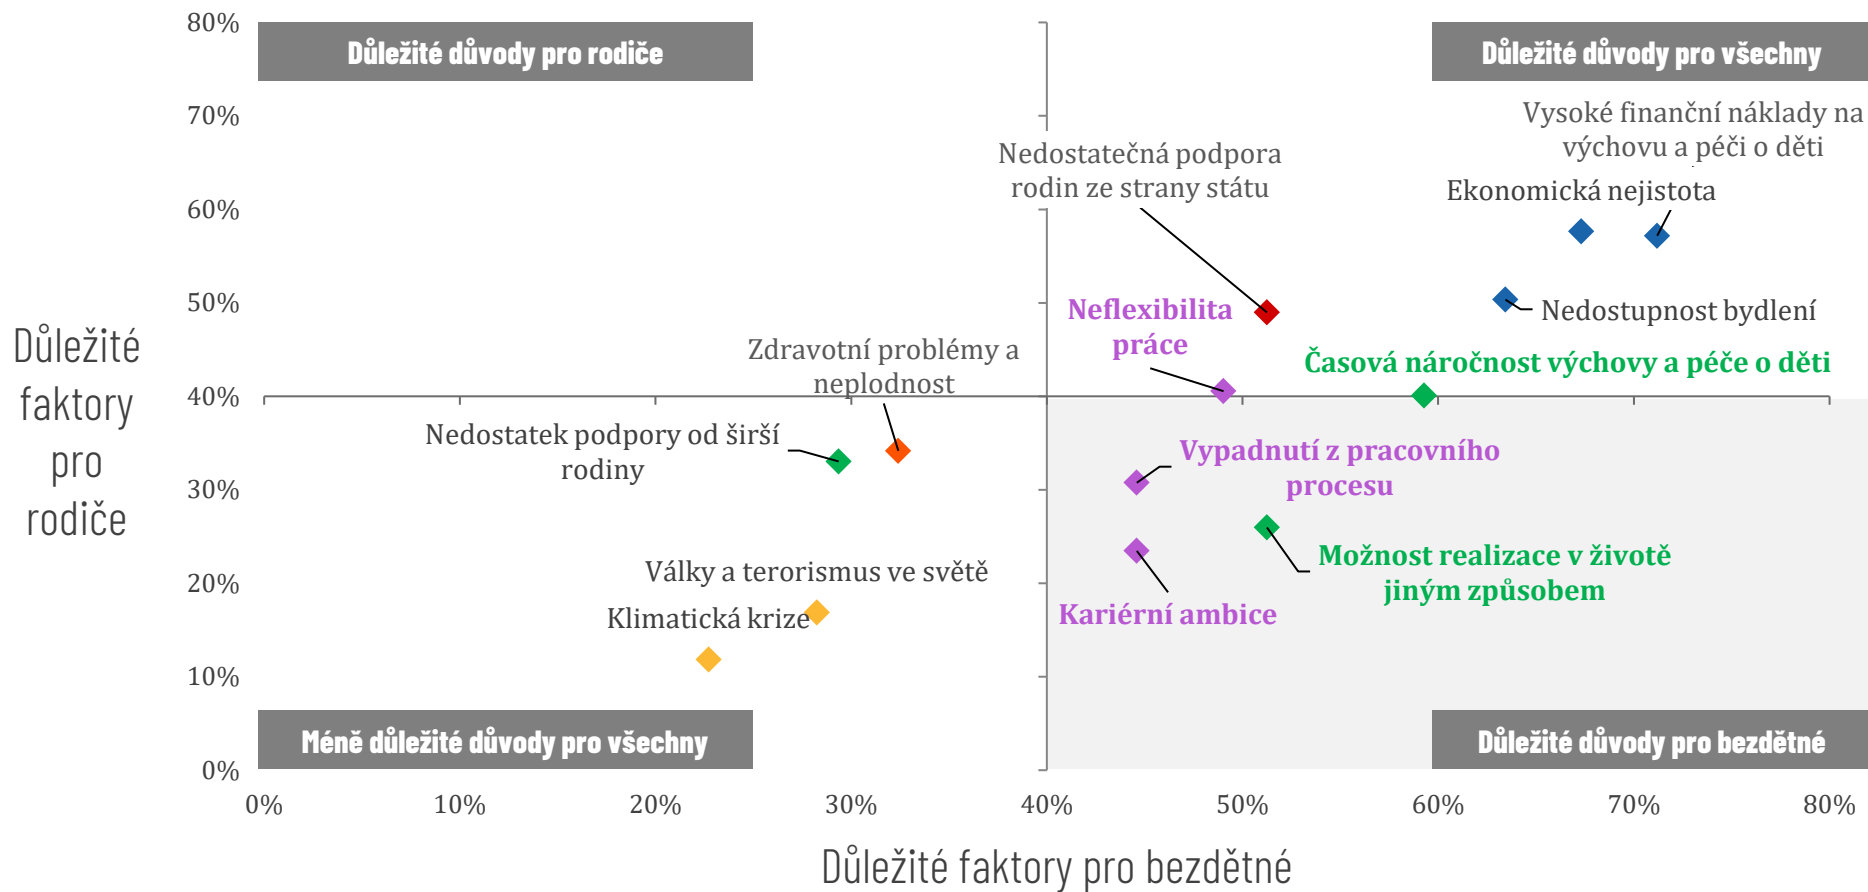 80%
Důležité důvody pro rodiče
Důležité důvody pro všechny
70%
Vysoké finanční náklady na
výchovu a péči o děti
Nedostatečná podpora
rodin ze strany státu
60%
Ekonomická nejistota
50%
Neflexibilita
práce
Nedostupnost bydlení
Důležité
faktory
pro
rodiče
Zdravotní problémy a
neplodnost
Časová náročnost výchovy a péče o děti
40%
Nedostatek podpory od širší
rodiny
Vypadnutí z pracovního
procesu
30%
Možnost realizace v životě
jiným způsobem
20%
Války a terorismus ve světě
Klimatická krize
Kariérní ambice
10%
Méně důležité důvody pro všechny
Důležité důvody pro bezdětné
0%
0% 10% 20% 30% 40% 50% 60% 70% 80%
Důležité faktory pro bezdětné